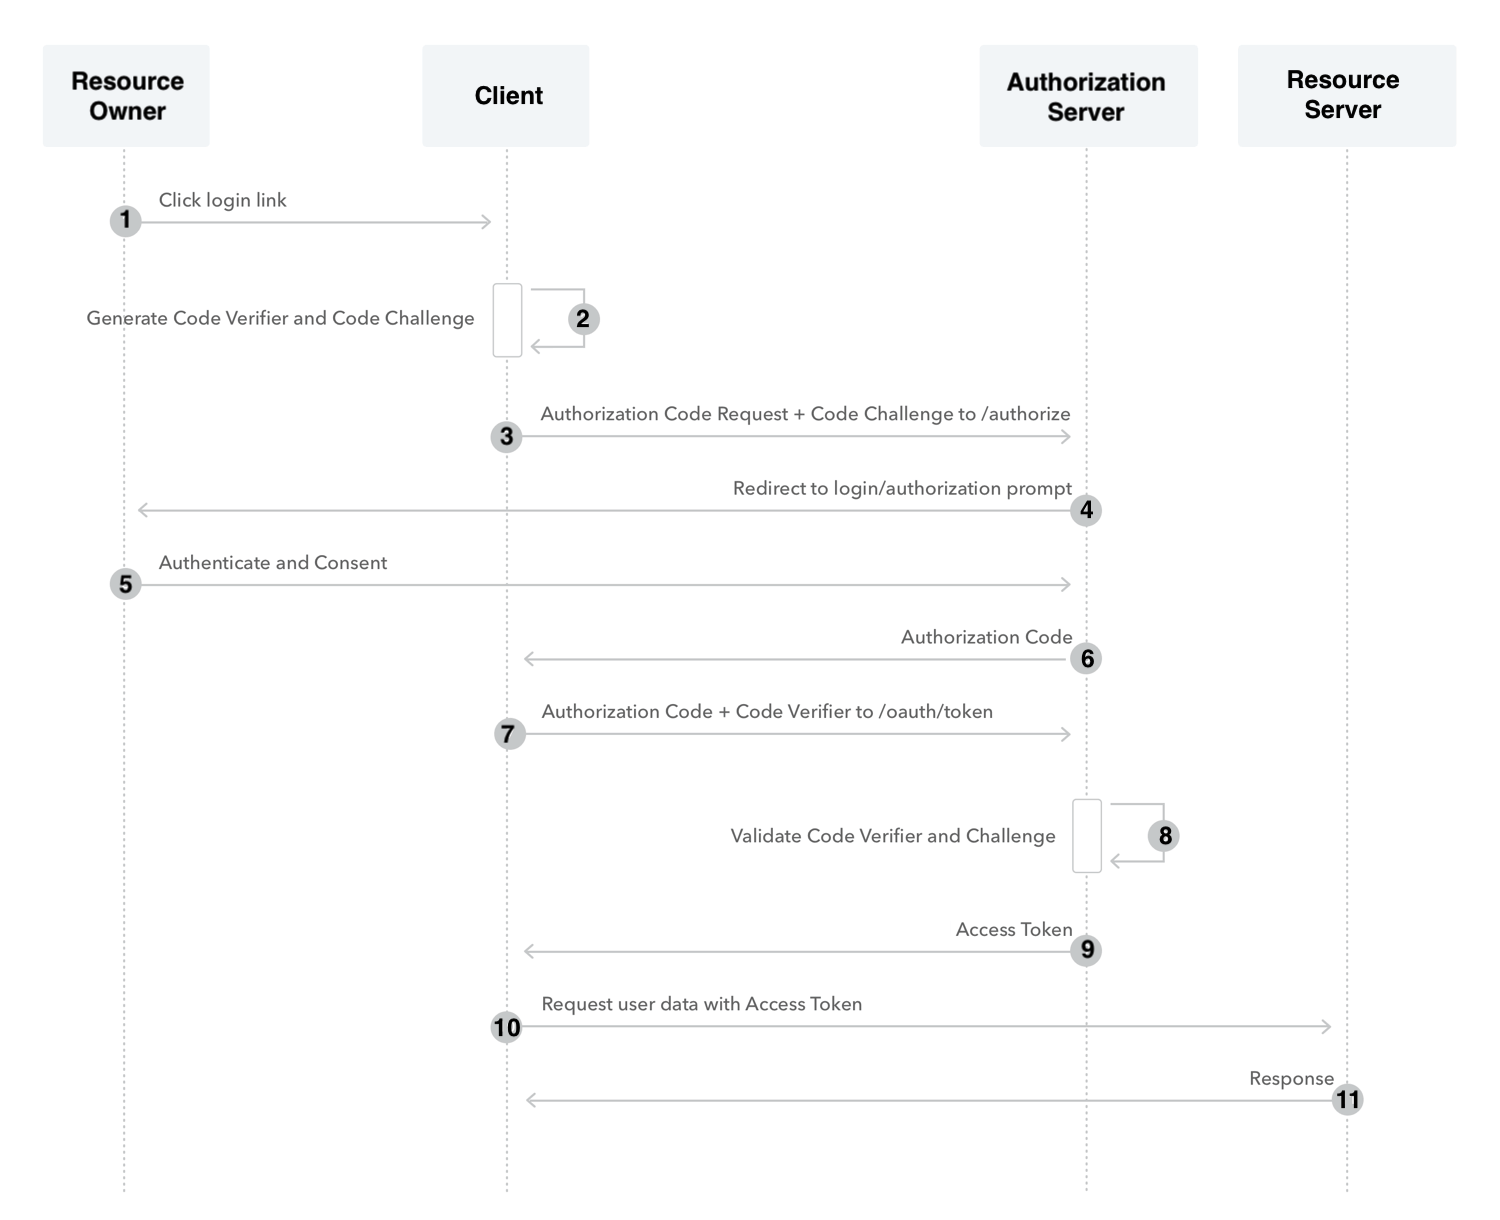 Resource
Owner
Client
Authorization
Server
Resource
Server
Click login link
1
Generate Code Verifier and Code Challenge
2
Authorization Code Request + Code Challenge to /authorize
3
Redirect to login/authorization prompt
4
Authenticate and Consent
5
Authorization Code
6
Authorization Code + Code Verifier to /oauth/token
7
Validate Code Verifier and Challenge
8
Access Token
9
Request user data with Access Token
10
Response
11